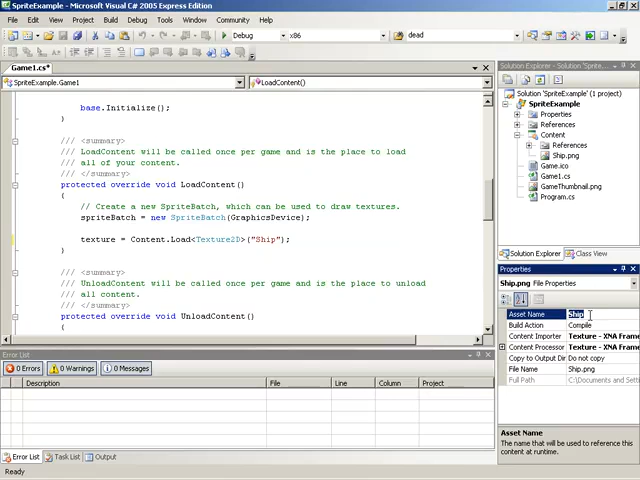 SpriteExample - Microsoft Visual C# 2005 Express Edition
File Edit View Project Build Debug Tools Window Community Help
Debug x86 dead
Game1.cs*
SpriteExample.Game1 LoadContent()
base.Initialize();
}
/// <summary>
/// LoadContent will be called once per game and is the place to load
/// all of your content.
/// </summary>
protected override void LoadContent()
{
// Create a new SpriteBatch, which can be used to draw textures.
spriteBatch = new SpriteBatch(GraphicsDevice);
texture = Content.Load<Texture2D>("Ship");
}
/// <summary>
/// UnloadContent will be called once per game and is the place to unload
/// all content.
/// </summary>
protected override void UnloadContent()
{
Error List
0 Errors 0 Warnings 0 Messages
Description File Line Column Project
Error List Task List Output
Ready
Solution Explorer - Solution 'Sprite
Solution 'SpriteExample' (1 project)
SpriteExample
Properties
References
Content
References
Ship.png
Game.ico
Game1.cs
GameThumbnail.png
Program.cs
Solution Explorer Class View
Properties
Ship.png File Properties
Asset Name Ship
Build Action Compile
Content Importer Texture - XNA Frame
Content Processor Texture - XNA Frame
Copy to Output Dir Do not copy
File Name Ship.png
Full Path C:\Documents and Setti
Asset Name
The name that will be used to reference this
content at runtime.